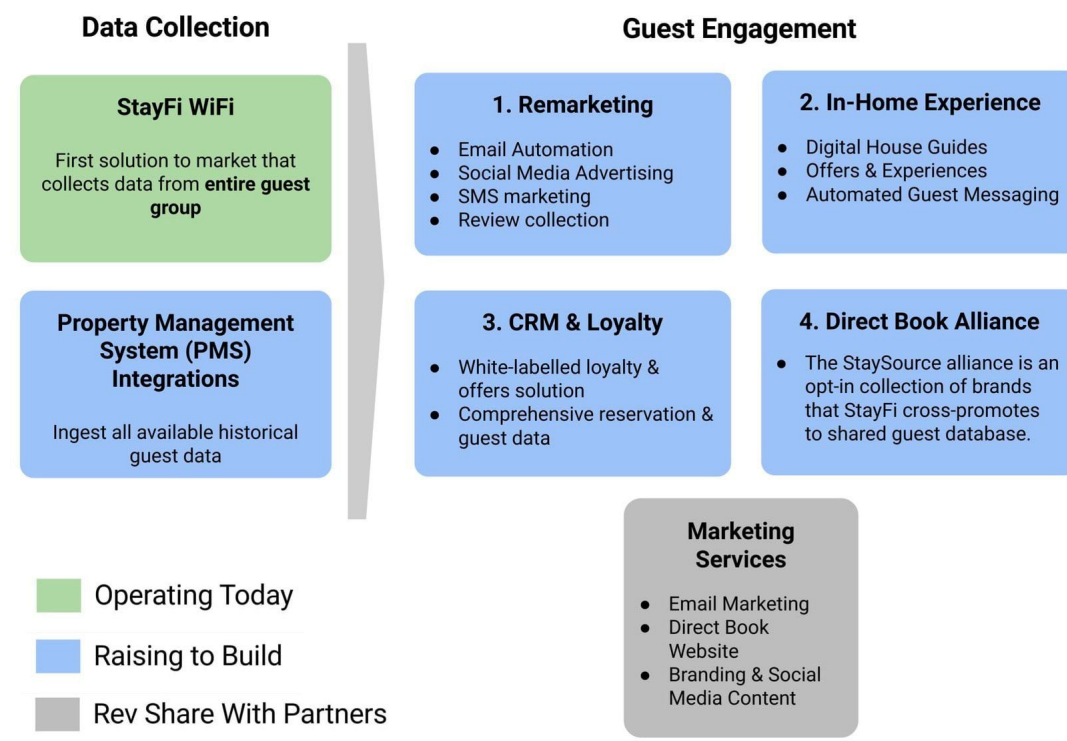 Data Collection
Guest Engagement
StayFi WiFi
First solution to market that
collects data from entire guest
group
Property Management
System (PMS)
Integrations
Ingest all available historical
guest data
1. Remarketing
● Email Automation
● Social Media Advertising
● SMS marketing
● Review collection
2. In-Home Experience
● Digital House Guides
● Offers & Experiences
● Automated Guest Messaging
3. CRM & Loyalty
● White-labelled loyalty &
offers solution
● Comprehensive reservation &
guest data
4. Direct Book Alliance
● The StaySource alliance is an
opt-in collection of brands
that StayFi cross-promotes
to shared guest database.
Marketing
Services
● Email Marketing
● Direct Book
Website
● Branding & Social
Media Content
Operating Today
Raising to Build
Rev Share With Partners